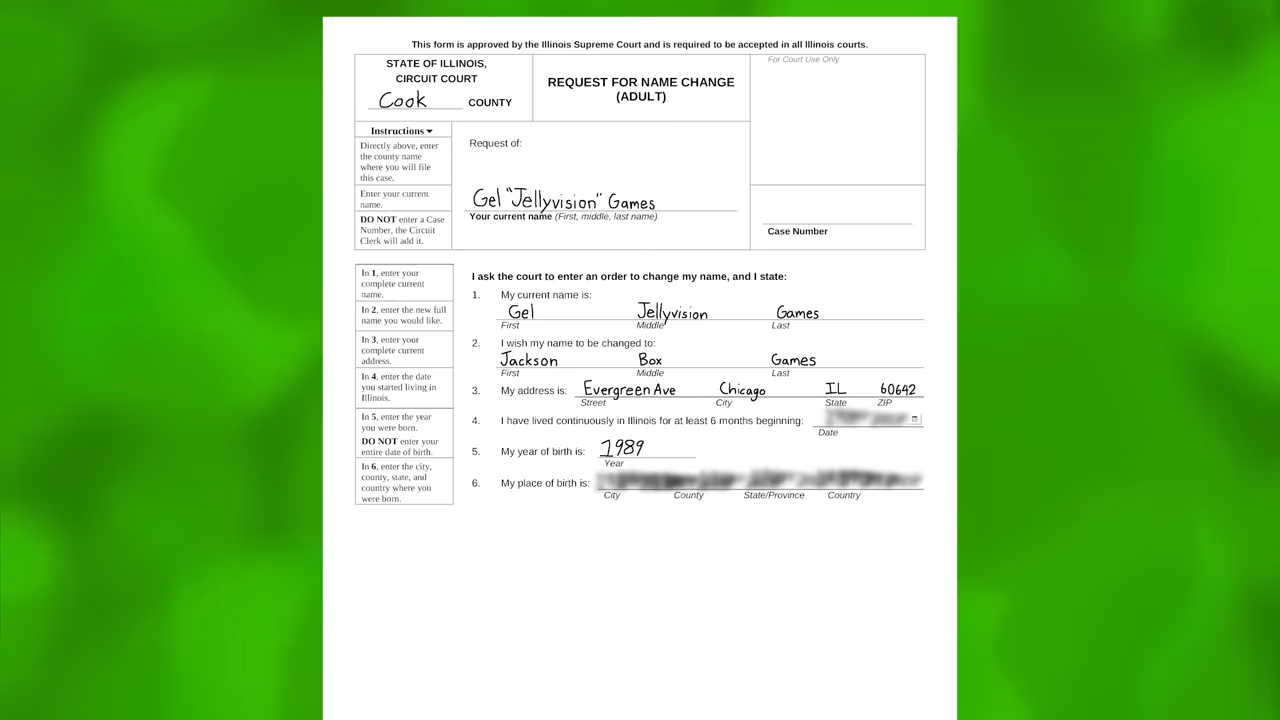 This form is approved by the Illinois Supreme Court and is required to be accepted in all Illinois courts.
STATE OF ILLINOIS,
CIRCUIT COURT
Cook COUNTY
REQUEST FOR NAME CHANGE
(ADULT)
For Court Use Only
Instructions
Directly above, enter
the county name
where you will file
this case.
Enter your current
name.
DO NOT enter a Case
Number, the Circuit
Clerk will add it.
Request of:
Gel "Jellyvision" Games
Your current name (First, middle, last name)
Case Number
In 1, enter your
complete current
name.
In 2, enter the new full
name you would like.
In 3, enter your
complete current
address.
In 4, enter the date
you started living in
Illinois.
In 5, enter the year
you were born.
DO NOT enter your
entire date of birth.
In 6, enter the city,
county, state, and
country where you
were born.
I ask the court to enter an order to change my name, and I state:
1. My current name is:
Gel Jellyvision Games
First Middle Last
2. I wish my name to be changed to:
Jackson Box Games
First Middle Last
3. My address is: Evergreen Ave Chicago IL 60642
Street City State ZIP
4. I have lived continuously in Illinois for at least 6 months beginning:
Date
5. My year of birth is: 1989
Year
6. My place of birth is:
City County State/Province Country